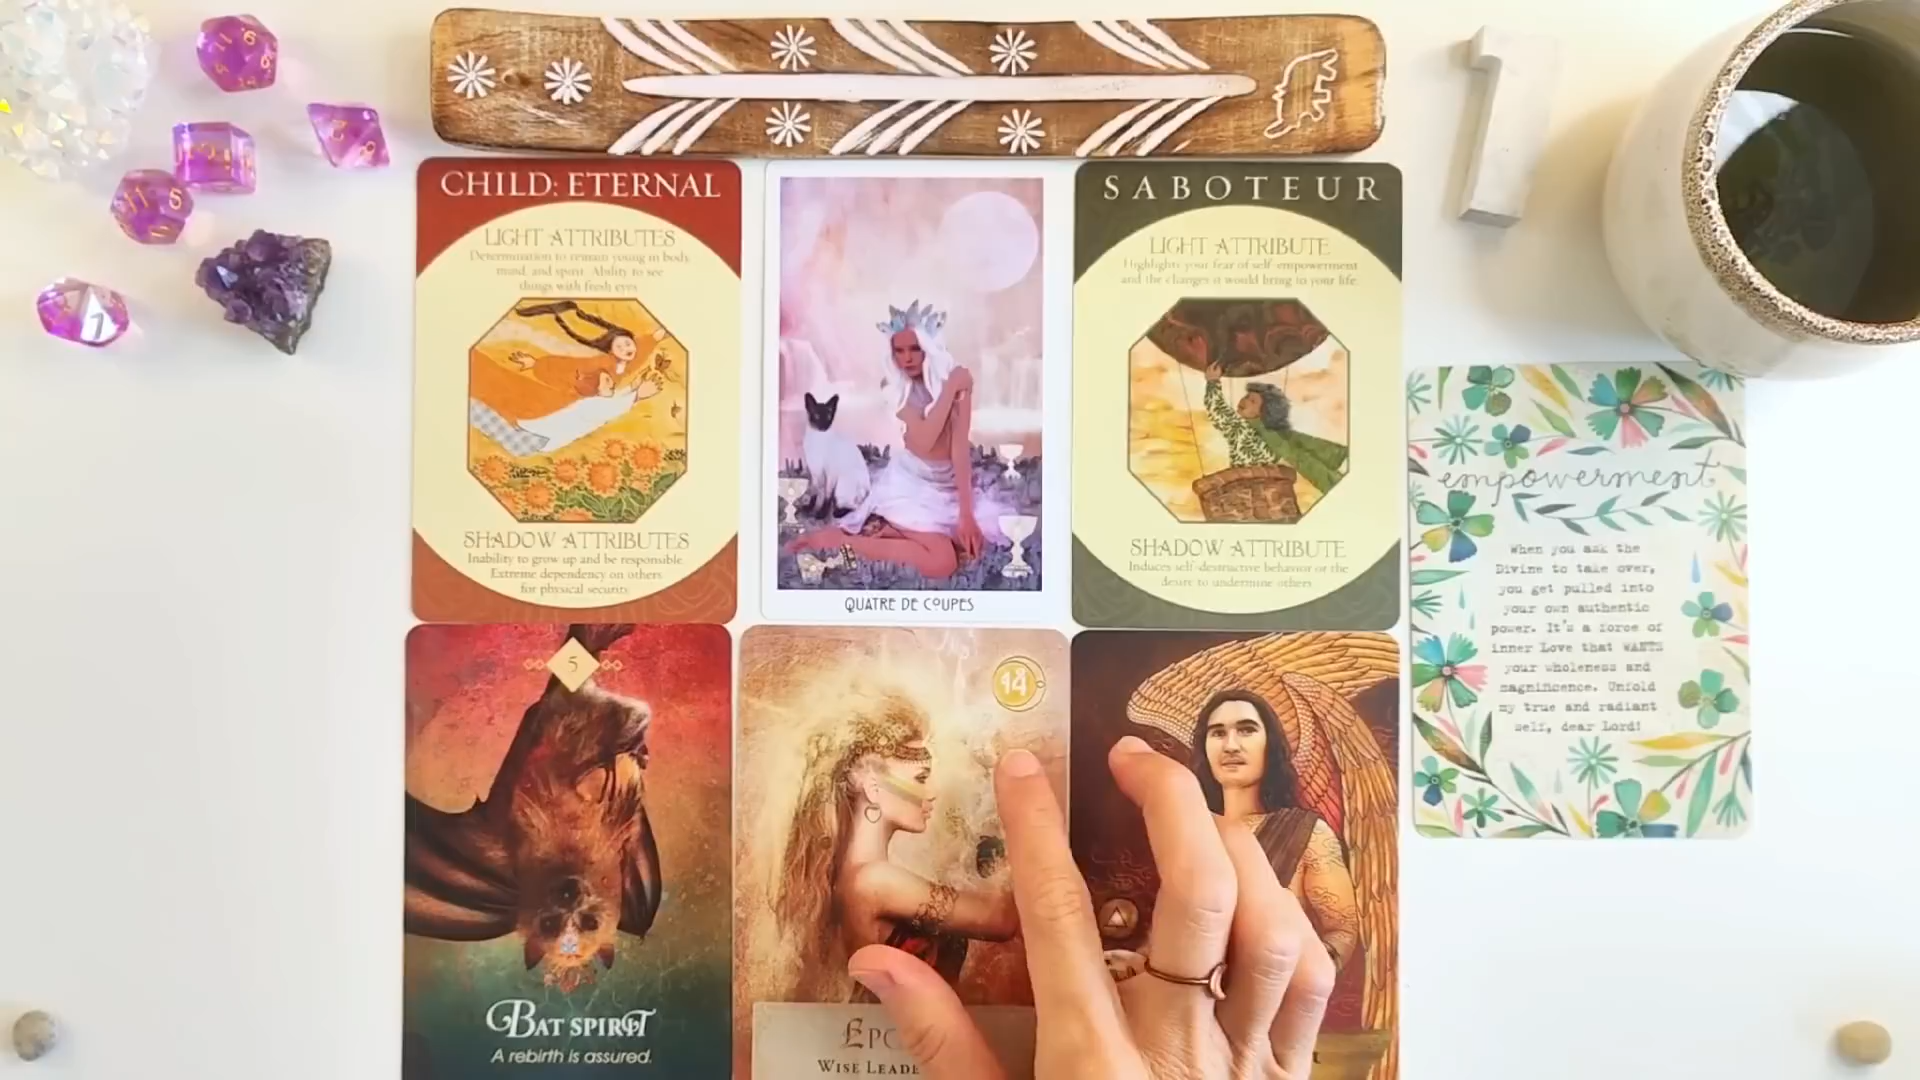 CHILD: ETERNAL
LIGHT ATTRIBUTES
Determination to remain young in body,
mind, and spirit. Ability to see
things with fresh eyes
SHADOW ATTRIBUTES
Inability to grow up and be responsible.
Extreme dependency on others
for physical security
QUATRE DE COUPES
SABOTEUR
LIGHT ATTRIBUTE
Highlights your fear of self-empowerment
and the changes it would bring to your life.
SHADOW ATTRIBUTE
Induces self-destructive behavior or the
desire to undermine others
1
empowerment
When you ask the
Divine to take over,
you get pulled into
your own authentic
power. It's a force of
inner Love that WANTS
your wholeness and
magnificence. Unfold
my true and radiant
self, dear Lord!
5
BAT SPIRIT
A rebirth is assured.
14
EPO
WISE LEADE